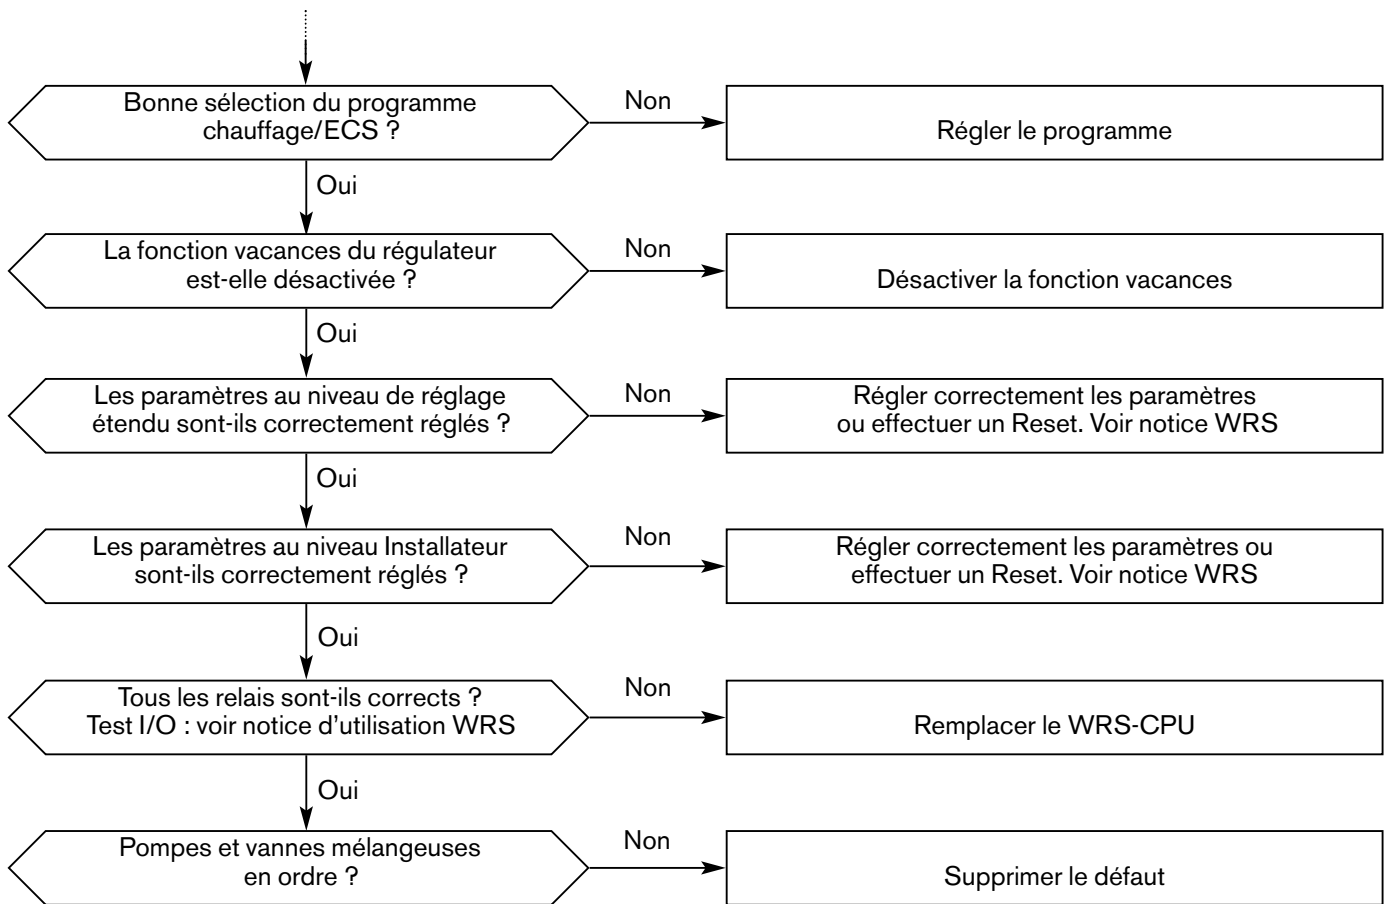 Bonne sélection du programme
chauffage/ECS ?
Non
Régler le programme
Oui
La fonction vacances du régulateur
est-elle désactivée ?
Non
Désactiver la fonction vacances
Oui
Les paramètres au niveau de réglage
étendu sont-ils correctement réglés ?
Non
Régler correctement les paramètres
ou effectuer un Reset. Voir notice WRS
Oui
Les paramètres au niveau Installateur
sont-ils correctement réglés ?
Non
Régler correctement les paramètres ou
effectuer un Reset. Voir notice WRS
Oui
Tous les relais sont-ils corrects ?
Test I/O : voir notice d'utilisation WRS
Non
Remplacer le WRS-CPU
Oui
Pompes et vannes mélangeuses
en ordre ?
Non
Supprimer le défaut